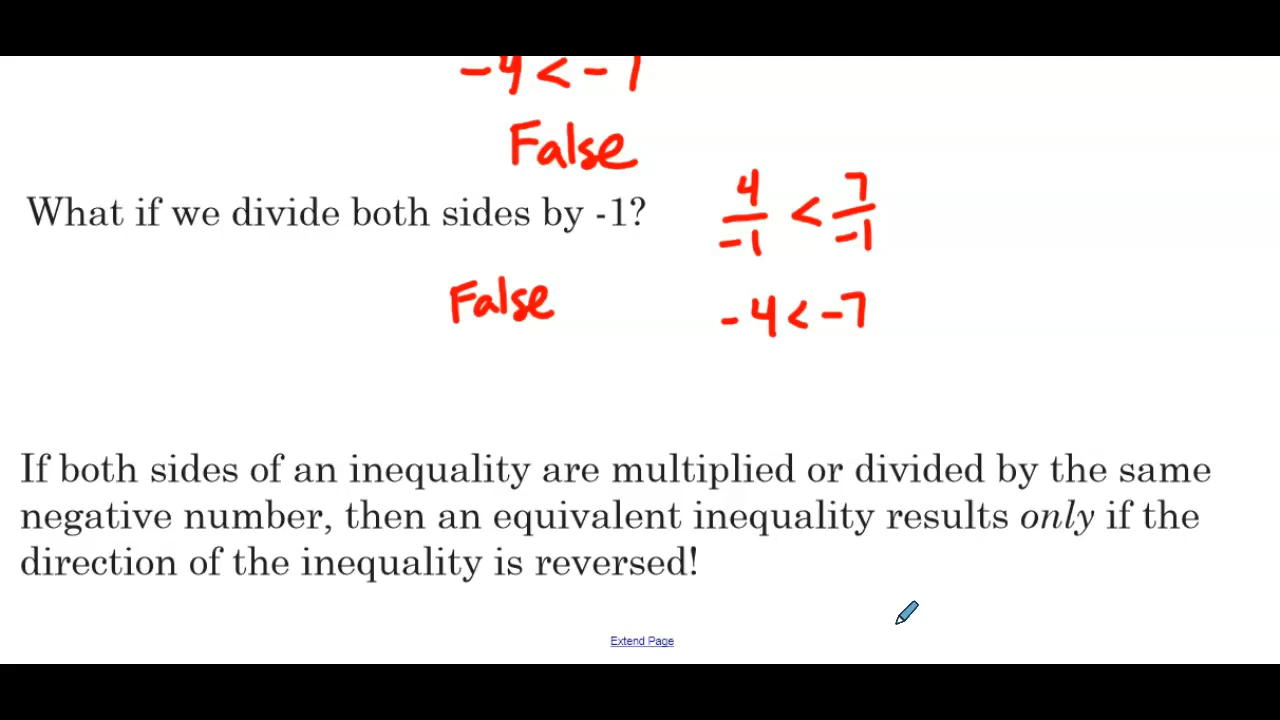 -4 < -7
False
What if we divide both sides by -1?
4/-1 < 7/-1
False
-4 < -7
If both sides of an inequality are multiplied or divided by the same
negative number, then an equivalent inequality results only if the
direction of the inequality is reversed!
Extend Page